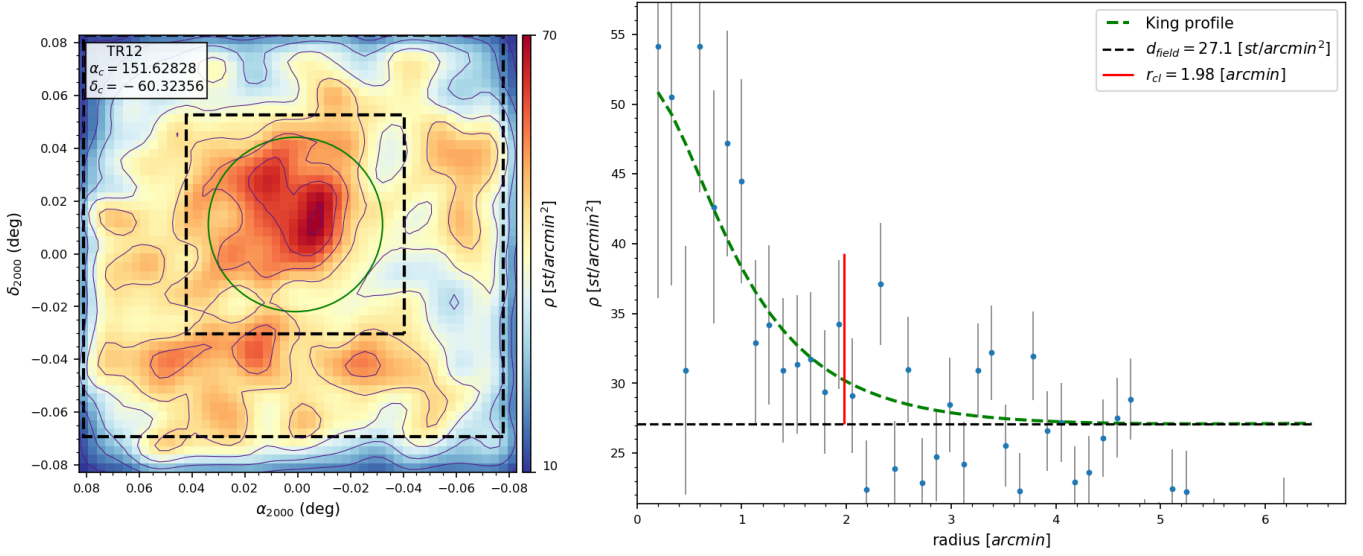 TR12
α_c = 151.62828
δ_c = −60.32356
0.08
0.06
0.04
0.02
0.00
−0.02
−0.04
−0.06
−0.08
δ_2000 (deg)
0.08 0.06 0.04 0.02 0.00 −0.02 −0.04 −0.06 −0.08
α_2000 (deg)
70
ρ [st/arcmin²]
10
King profile
d_field = 27.1 [st/arcmin²]
r_cl = 1.98 [arcmin]
55
50
45
40
35
30
25
ρ [st/arcmin²]
0 1 2 3 4 5 6
radius [arcmin]